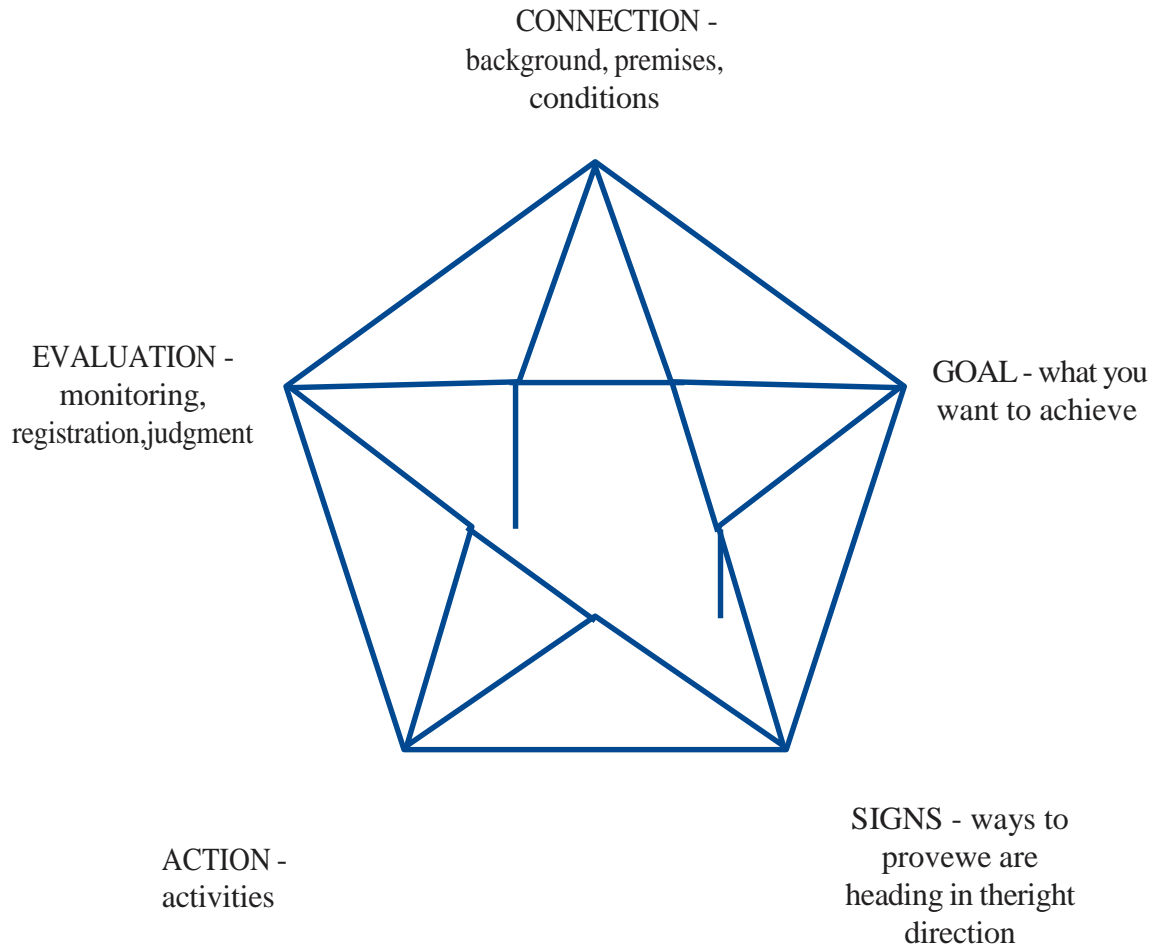 CONNECTION -
background, premises,
conditions
EVALUATION -
monitoring,
registration,judgment
GOAL - what you
want to achieve
ACTION -
activities
SIGNS - ways to
provewe are
heading in theright
direction